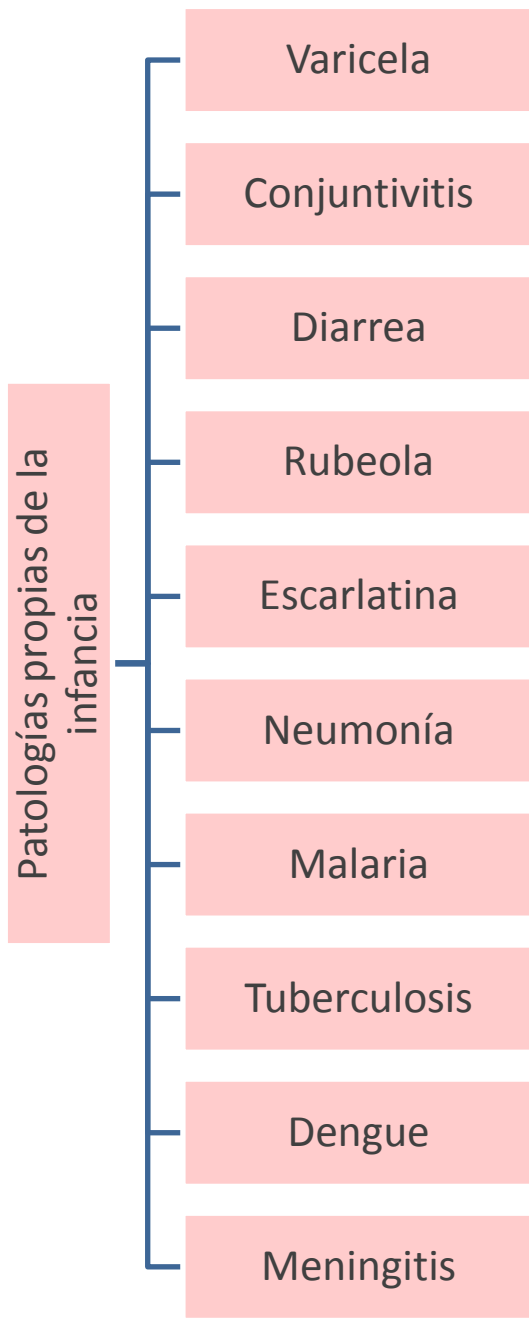 Patologías propias de la
infancia
Varicela
Conjuntivitis
Diarrea
Rubeola
Escarlatina
Neumonía
Malaria
Tuberculosis
Dengue
Meningitis